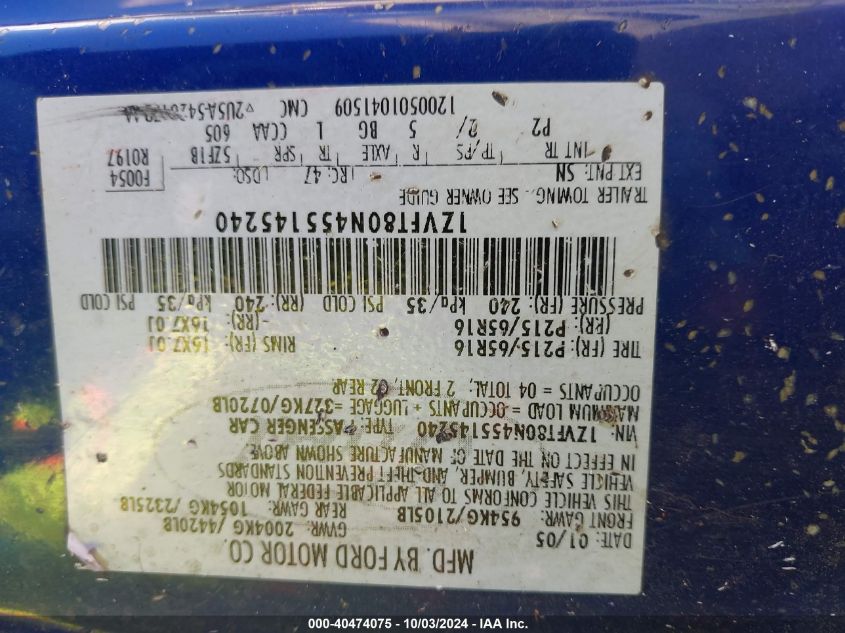 MFD. BY FORD MOTOR CO.
DATE: 01/05 GVWR: 2004KG/4420LB
FRONT GAWR: 954KG/2105LB REAR GAWR: 1054KG/2325LB
THIS VEHICLE CONFORMS TO ALL APPLICABLE FEDERAL MOTOR
VEHICLE SAFETY, BUMPER, AND THEFT PREVENTION STANDARDS
IN EFFECT ON THE DATE OF MANUFACTURE SHOWN ABOVE.
VIN: 1ZVFT80N455145240 TYPE: PASSENGER CAR
MAXIMUM LOAD = OCCUPANTS + LUGGAGE = 327KG/0720LB
OCCUPANTS = 04 TOTAL, 2 FRONT, 02 REAR
TIRE (FR): P215/65R16 RIMS (FR): 16X7.0J
(RR): P215/65R16 (RR): 16X7.0J
PRESSURE (FR): 240 kPa/35 PSI COLD (RR): 240 kPa/35 PSI COLD
1ZVFT80N455145240
TRAILER TOWING, SEE OWNER GUIDE
EXT PNT: SN RC: 47 DSO: F0054
INT TR TP/PS R AXLE TR SPR 5ZF1B R0197
P2 2/ 5 BG L CCAA 605
1200501041509 CMC
000-40474075 - 10/03/2024 - IAA Inc.